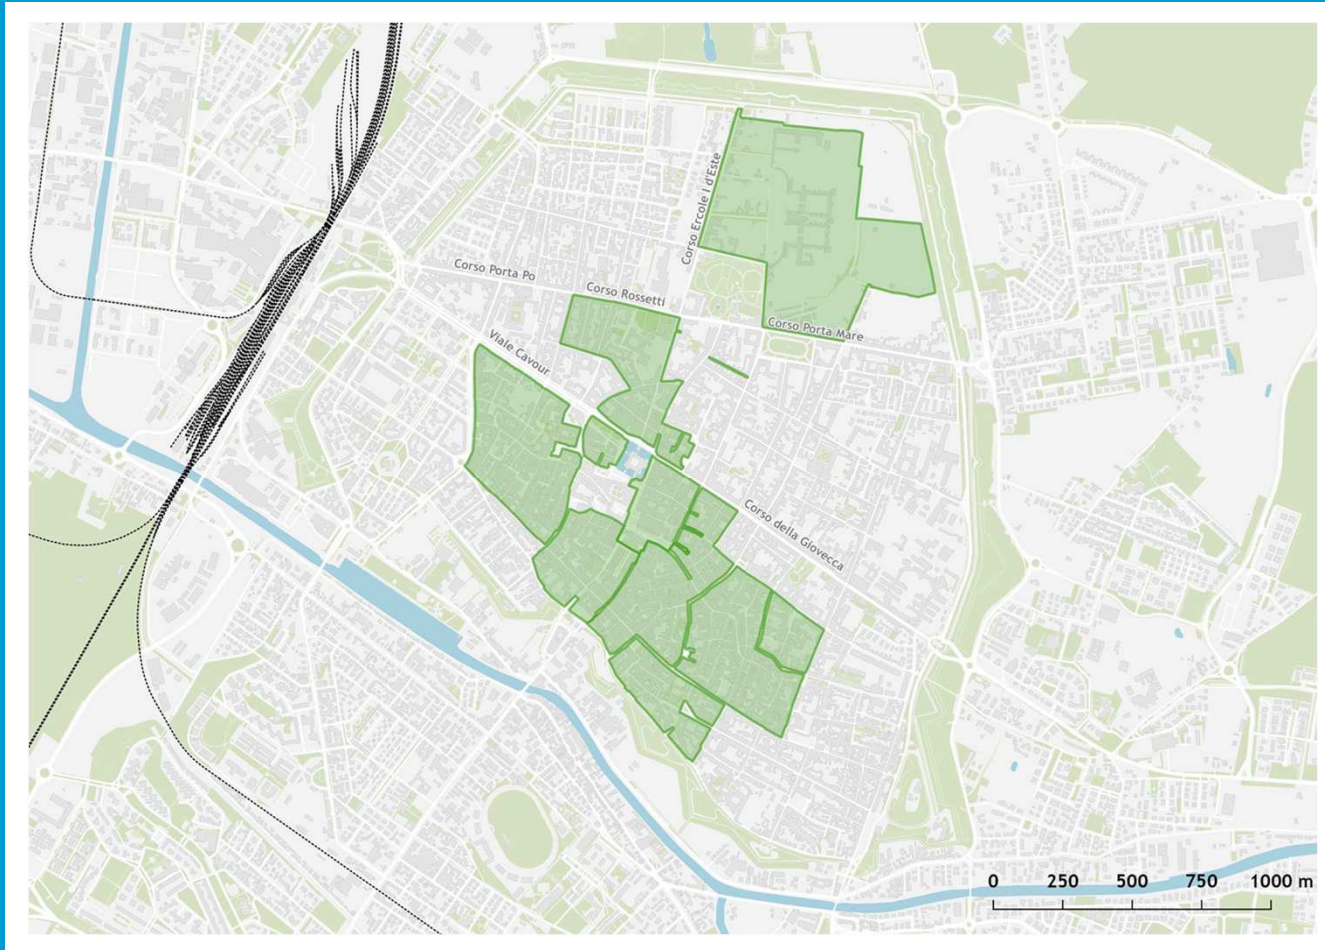 Corso Ercole I d'Este
Corso Porta Po
Corso Rossetti
Corso Porta Mare
Viale Cavour
Corso della Giovecca
0 250 500 750 1000 m